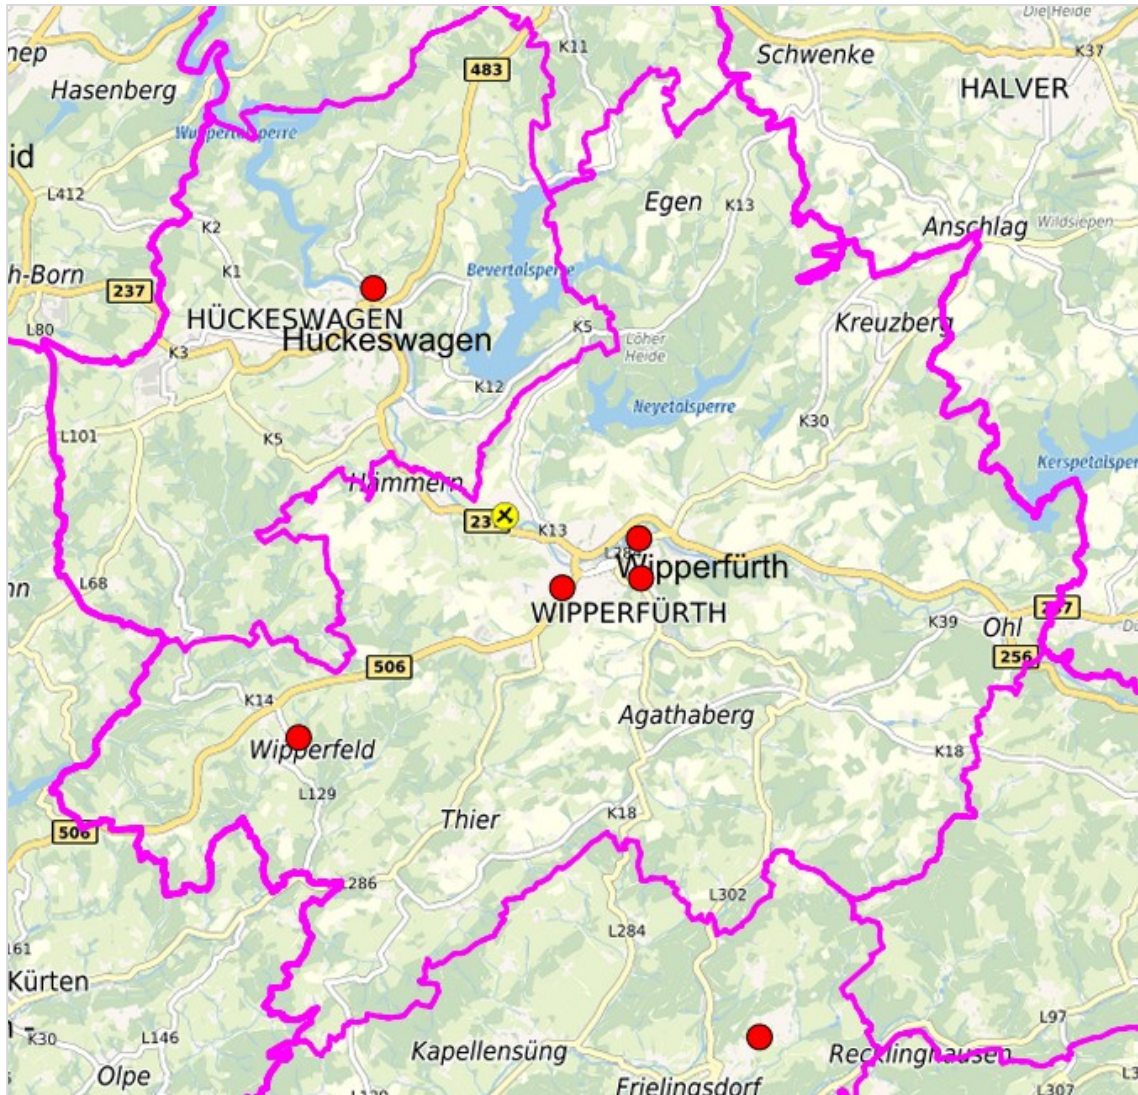 Die Heide
nep
K11
Schwenke
K37
483
Hasenberg
HALVER
Wuppertalsperre
id
L412
Egen
K13
K2
Anschlag
Wildsiepen
K1
Bevertalsperre
h-Born
237
HÜCKESWAGEN
Hückeswagen
Kreuzberg
L80
K5
Löher
Heide
K3
K12
Neyetalsperre
K30
L101
K5
Kerspetalsper
Hämmern
K13
Wipperfürth
nn
L68
WIPPERFÜRTH
K39
Ohl
237
256
506
K14
Agathaberg
Wipperfeld
K18
L129
Thier
K18
506
L286
L302
L284
161
Kürten
L97
K30
L146
Kapellensüng
Recklinghausen
Olpe
Frielingsdorf
L307
L129